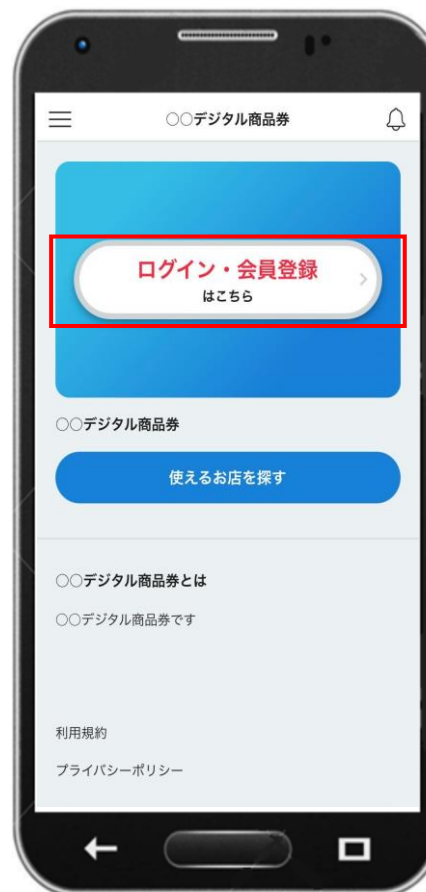 ○○デジタル商品券
ログイン・会員登録
はこちら
○○デジタル商品券
使えるお店を探す
○○デジタル商品券とは
○○デジタル商品券です
利用規約
プライバシーポリシー